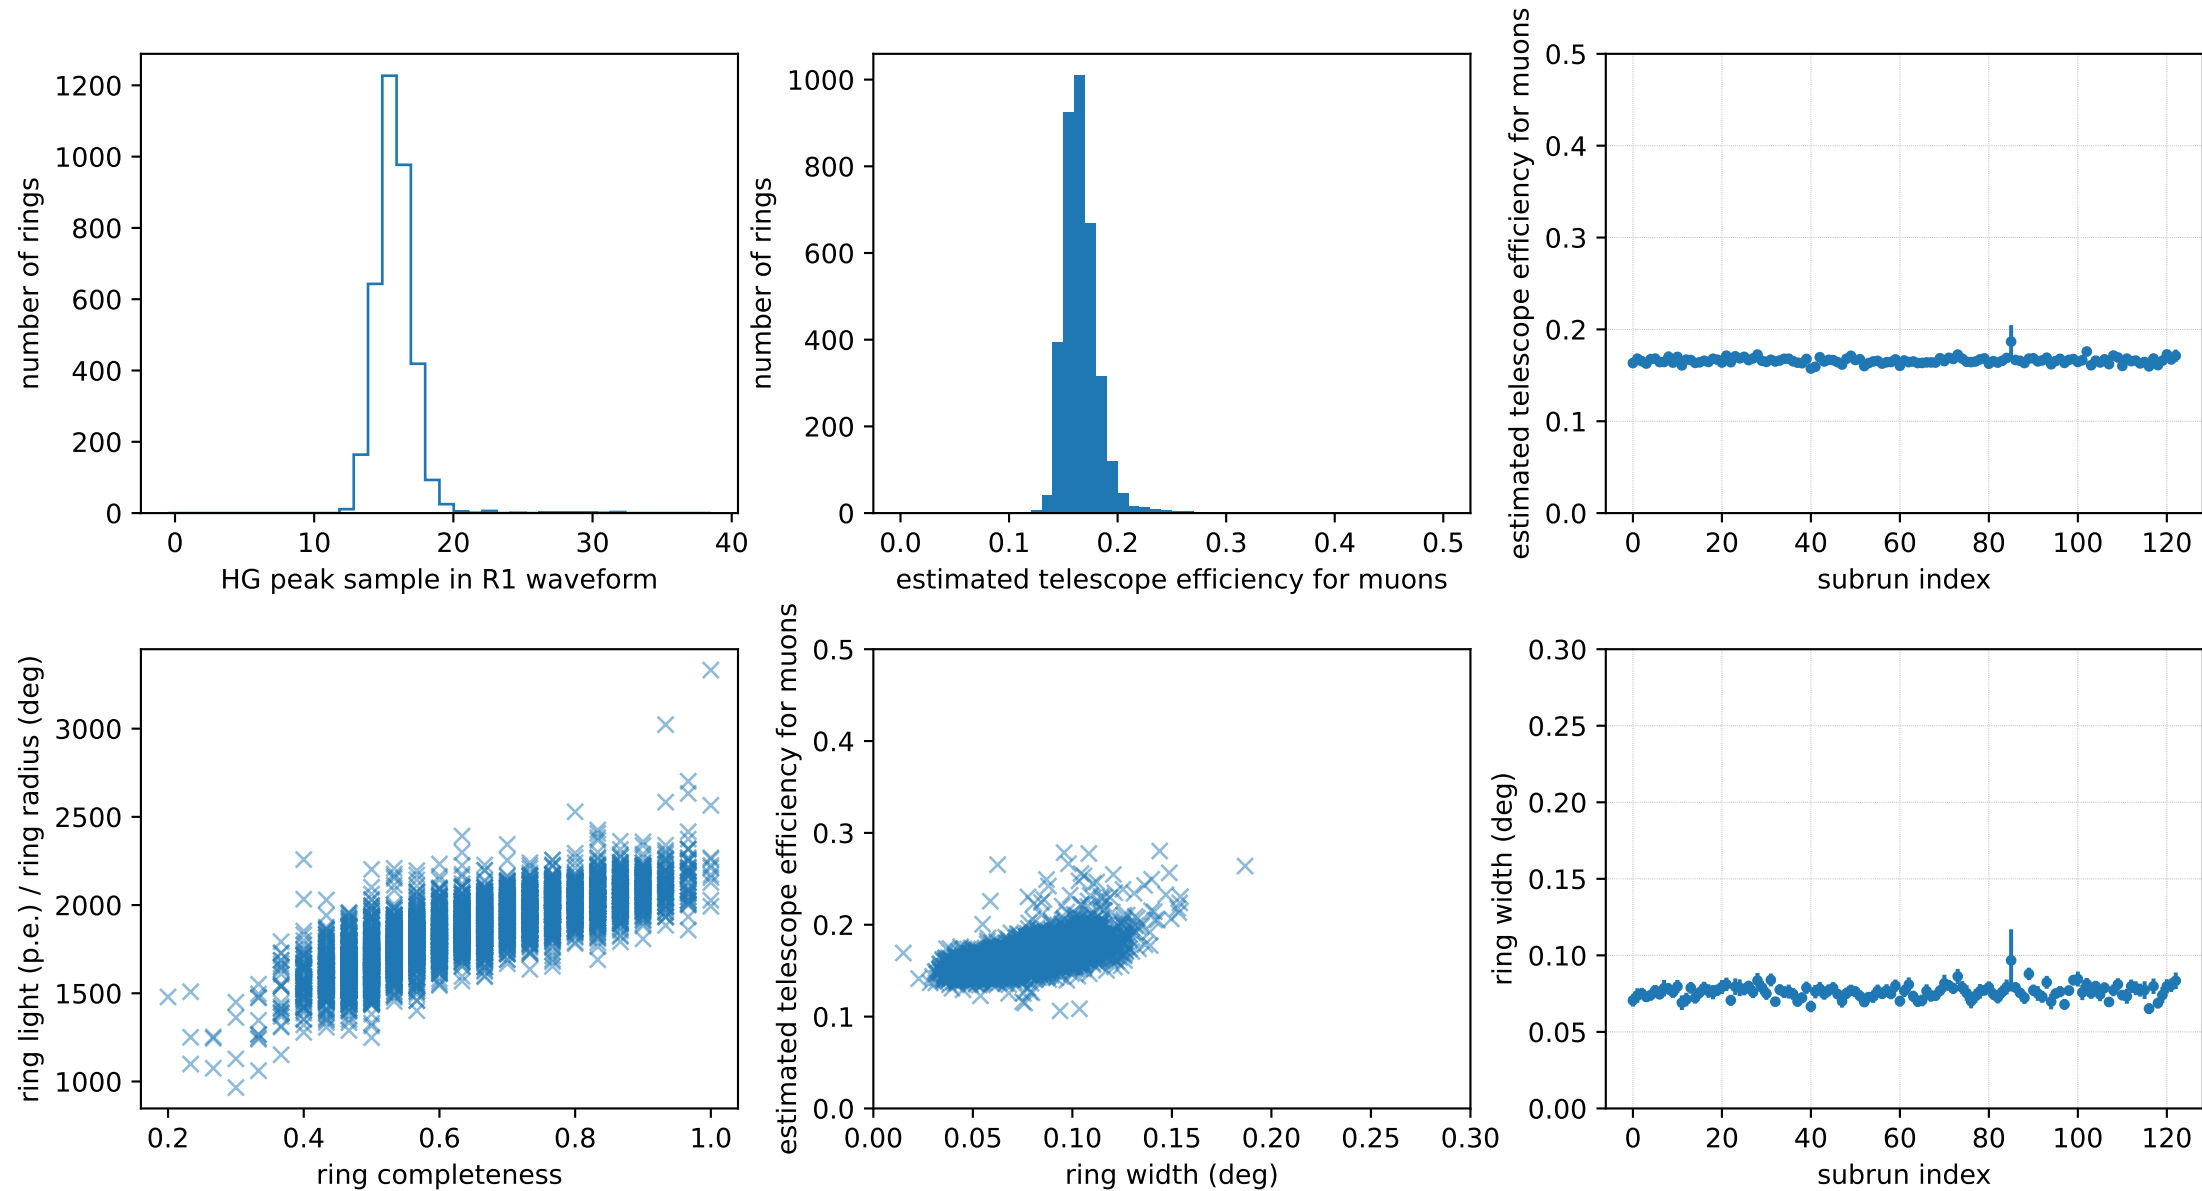 number of rings
1200
1000
800
600
400
200
0
0 10 20 30 40
HG peak sample in R1 waveform
number of rings
1000
800
600
400
200
0
0.0 0.1 0.2 0.3 0.4 0.5
estimated telescope efficiency for muons
estimated telescope efficiency for muons
0.5
0.4
0.3
0.2
0.1
0.0
0 20 40 60 80 100 120
subrun index
ring light (p.e.) / ring radius (deg)
3000
2500
2000
1500
1000
0.2 0.4 0.6 0.8 1.0
ring completeness
estimated telescope efficiency for muons
0.5
0.4
0.3
0.2
0.1
0.0
0.00 0.05 0.10 0.15 0.20 0.25 0.30
ring width (deg)
ring width (deg)
0.30
0.25
0.20
0.15
0.10
0.05
0.00
0 20 40 60 80 100 120
subrun index